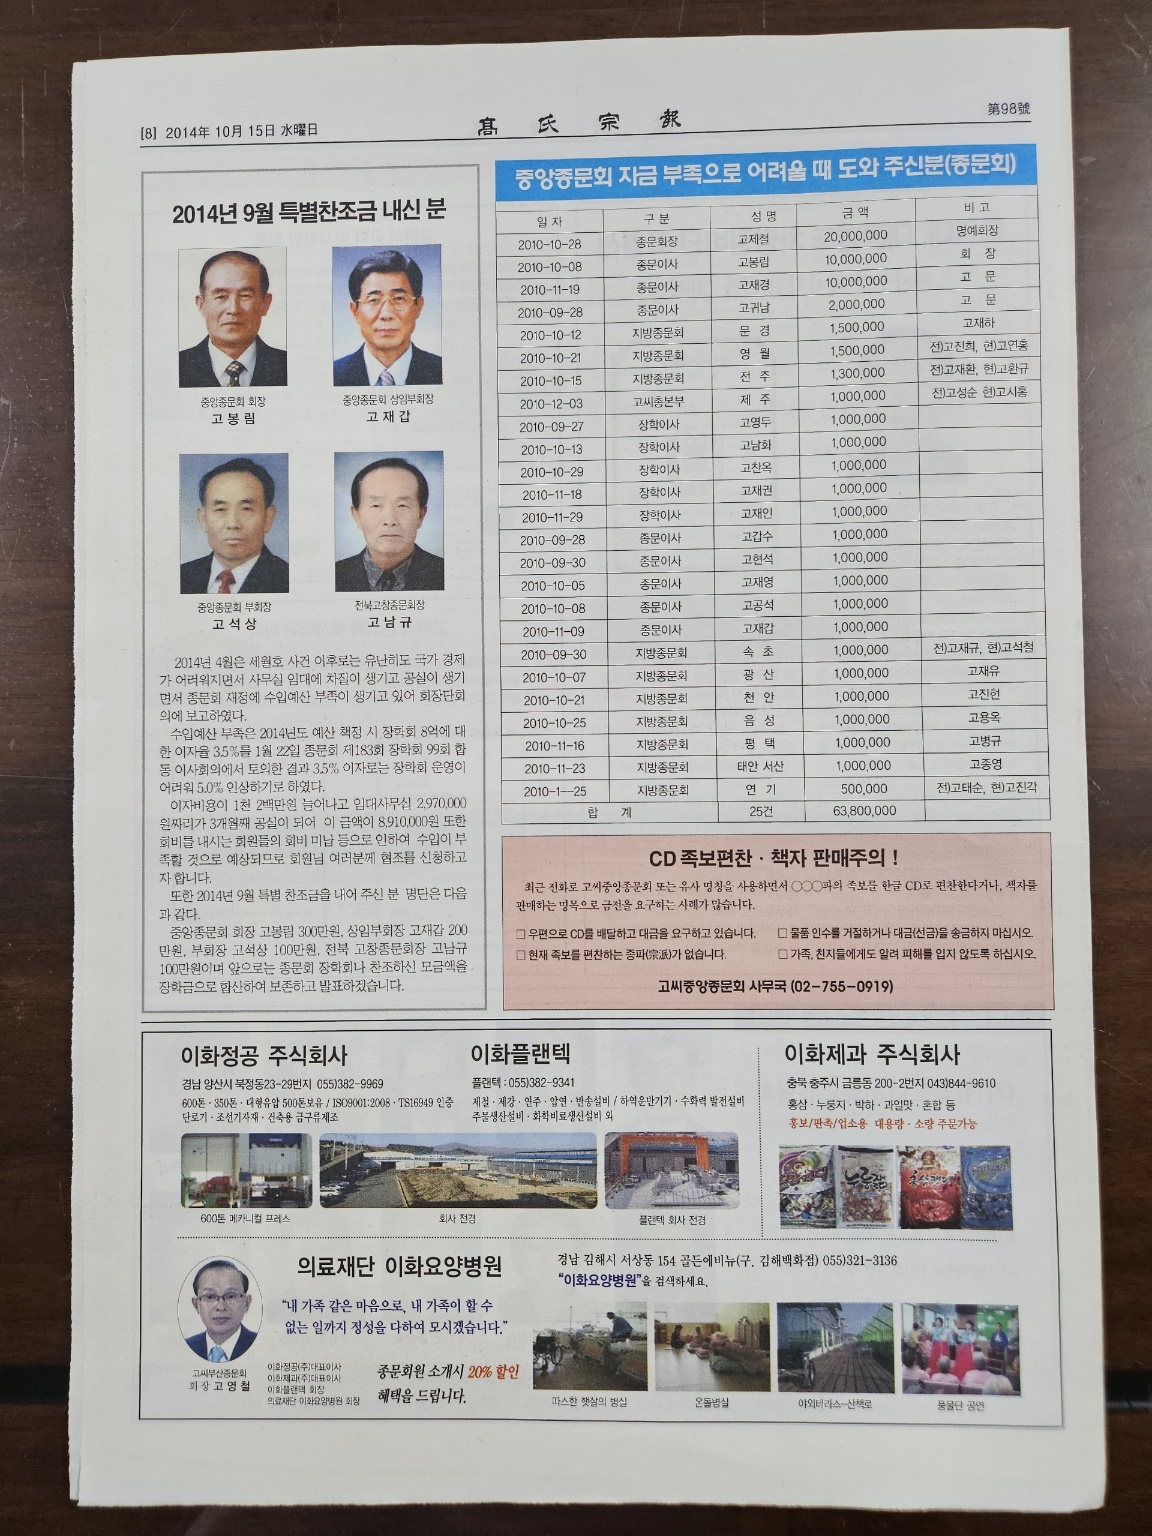 [8] 2014年 10月 15日 水曜日
高氏宗報
第98號
2014년 9월 특별찬조금 내신 분
중앙종문회 회장
고봉림
중앙종문회 상임부회장
고재갑
중앙종문회 부회장
고석상
전북고창종문회장
고남규
2014년 4월은 세월호 사건 이후로는 유난히도 국가 경제
가 어려워지면서 사무실 임대에 차질이 생기고 공실이 생기
면서 종문회 재정에 수입예산 부족이 생기고 있어 회장단회
의에 보고하였다.
수입예산 부족은 2014년도 예산 책정 시 장학회 8억에 대
한 이자율 3.5%를 1월 22일 종문회 제183회 장학회 99회 합
동 이사회의에서 토의한 결과 3.5% 이자로는 장학회 운영이
어려워 5.0% 인상하기로 하였다.
이자비용이 1천 2백만원 늘어나고 임대사무실 2,970,000
원짜리가 3개월째 공실이 되어 이 금액이 8,910,000원 또한
회비를 내시는 회원들의 회비 미납 등으로 인하여 수입이 부
족할 것으로 예상되므로 회원님 여러분께 협조를 신청하고
자 합니다.
또한 2014년 9월 특별 찬조금을 내어 주신 분 명단은 다음
과 같다.
중앙종문회 회장 고봉림 300만원, 상임부회장 고재갑 200
만원, 부회장 고석상 100만원, 전북 고창종문회장 고남규
100만원이며 앞으로는 종문회 장학회나 찬조하신 모금액을
장학금으로 합산하여 보존하고 발표하겠습니다.
중앙종문회 자금 부족으로 어려울 때 도와 주신분(종문회)
일 자 구 분 성 명 금 액 비 고
2010-10-28 종문회장 고제철 20,000,000 명예회장
2010-10-08 종문이사 고봉림 10,000,000 회 장
2010-11-19 종문이사 고재경 10,000,000 고 문
2010-09-28 종문이사 고귀남 2,000,000 고 문
2010-10-12 지방종문회 문 경 1,500,000 고재하
2010-10-21 지방종문회 영 월 1,500,000 전)고진희, 현)고연홍
2010-10-15 지방종문회 전 주 1,300,000 전)고재환, 현)고환규
2010-12-03 고씨총본부 제 주 1,000,000 전)고성순 현)고시홍
2010-09-27 장학이사 고영두 1,000,000
2010-10-13 장학이사 고남화 1,000,000
2010-10-29 장학이사 고찬옥 1,000,000
2010-11-18 장학이사 고재권 1,000,000
2010-11-29 장학이사 고재인 1,000,000
2010-09-28 종문이사 고갑수 1,000,000
2010-09-30 종문이사 고현석 1,000,000
2010-10-05 종문이사 고재영 1,000,000
2010-10-08 종문이사 고공석 1,000,000
2010-11-09 종문이사 고재갑 1,000,000
2010-09-30 지방종문회 속 초 1,000,000 전)고재규, 현)고석철
2010-10-07 지방종문회 광 산 1,000,000 고재유
2010-10-21 지방종문회 천 안 1,000,000 고진현
2010-10-25 지방종문회 음 성 1,000,000 고용옥
2010-11-16 지방종문회 평 택 1,000,000 고병규
2010-11-23 지방종문회 태안 서산 1,000,000 고종영
2010-1--25 지방종문회 연 기 500,000 전)고태순, 현)고진각
합 계 25건 63,800,000
CD 족보편찬 · 책자 판매주의 !
최근 전화로 고씨중앙종문회 또는 유사 명칭을 사용하면서 ○○○파의 족보를 한글 CD로 편찬한다거나, 책자를
판매하는 명목으로 금전을 요구하는 사례가 많습니다.
□ 우편으로 CD를 배달하고 대금을 요구하고 있습니다. □ 물품 인수를 거절하거나 대금(선금)을 송금하지 마십시오.
□ 현재 족보를 편찬하는 종파(宗派)가 없습니다. □ 가족, 친지들에게도 알려 피해를 입지 않도록 하십시오.
고씨중앙종문회 사무국 (02-755-0919)
이화정공 주식회사
경남 양산시 북정동23-29번지 055)382-9969
600톤 · 350톤 · 대형유압 500톤보유 / ISO9001:2008 · TS16949 인증
단로기 · 조선기자재 · 건축용 금구류제조
600톤 메카니컬 프레스
회사 전경
이화플랜텍
플랜텍 : 055)382-9341
제철 · 제강 · 연주 · 압연 · 반송설비 / 하역운반기기 · 수화력 발전설비
주물생산설비 · 화학비료생산설비 외
플랜텍 회사 전경
이화제과 주식회사
충북 충주시 금릉동 200-2번지 043)844-9610
홍삼 · 누룽지 · 박하 · 과일맛 · 혼합 등
홍보/판촉/업소용 대용량 · 소량 주문가능
의료재단 이화요양병원
“내 가족 같은 마음으로, 내 가족이 할 수
없는 일까지 정성을 다하여 모시겠습니다.”
고씨부산종문회
회장 고영철
이화정공(주)대표이사
이화제과(주)대표이사
이화플랜텍 회장
의료재단 이화요양병원 회장
종문회원 소개시 20% 할인
혜택을 드립니다.
경남 김해시 서상동 154 골든에비뉴(구. 김해백화점) 055)321-3136
“이화요양병원”을 검색하세요.
따스한 햇살의 병실
온돌병실
야외테라스-산책로
풍물단 공연